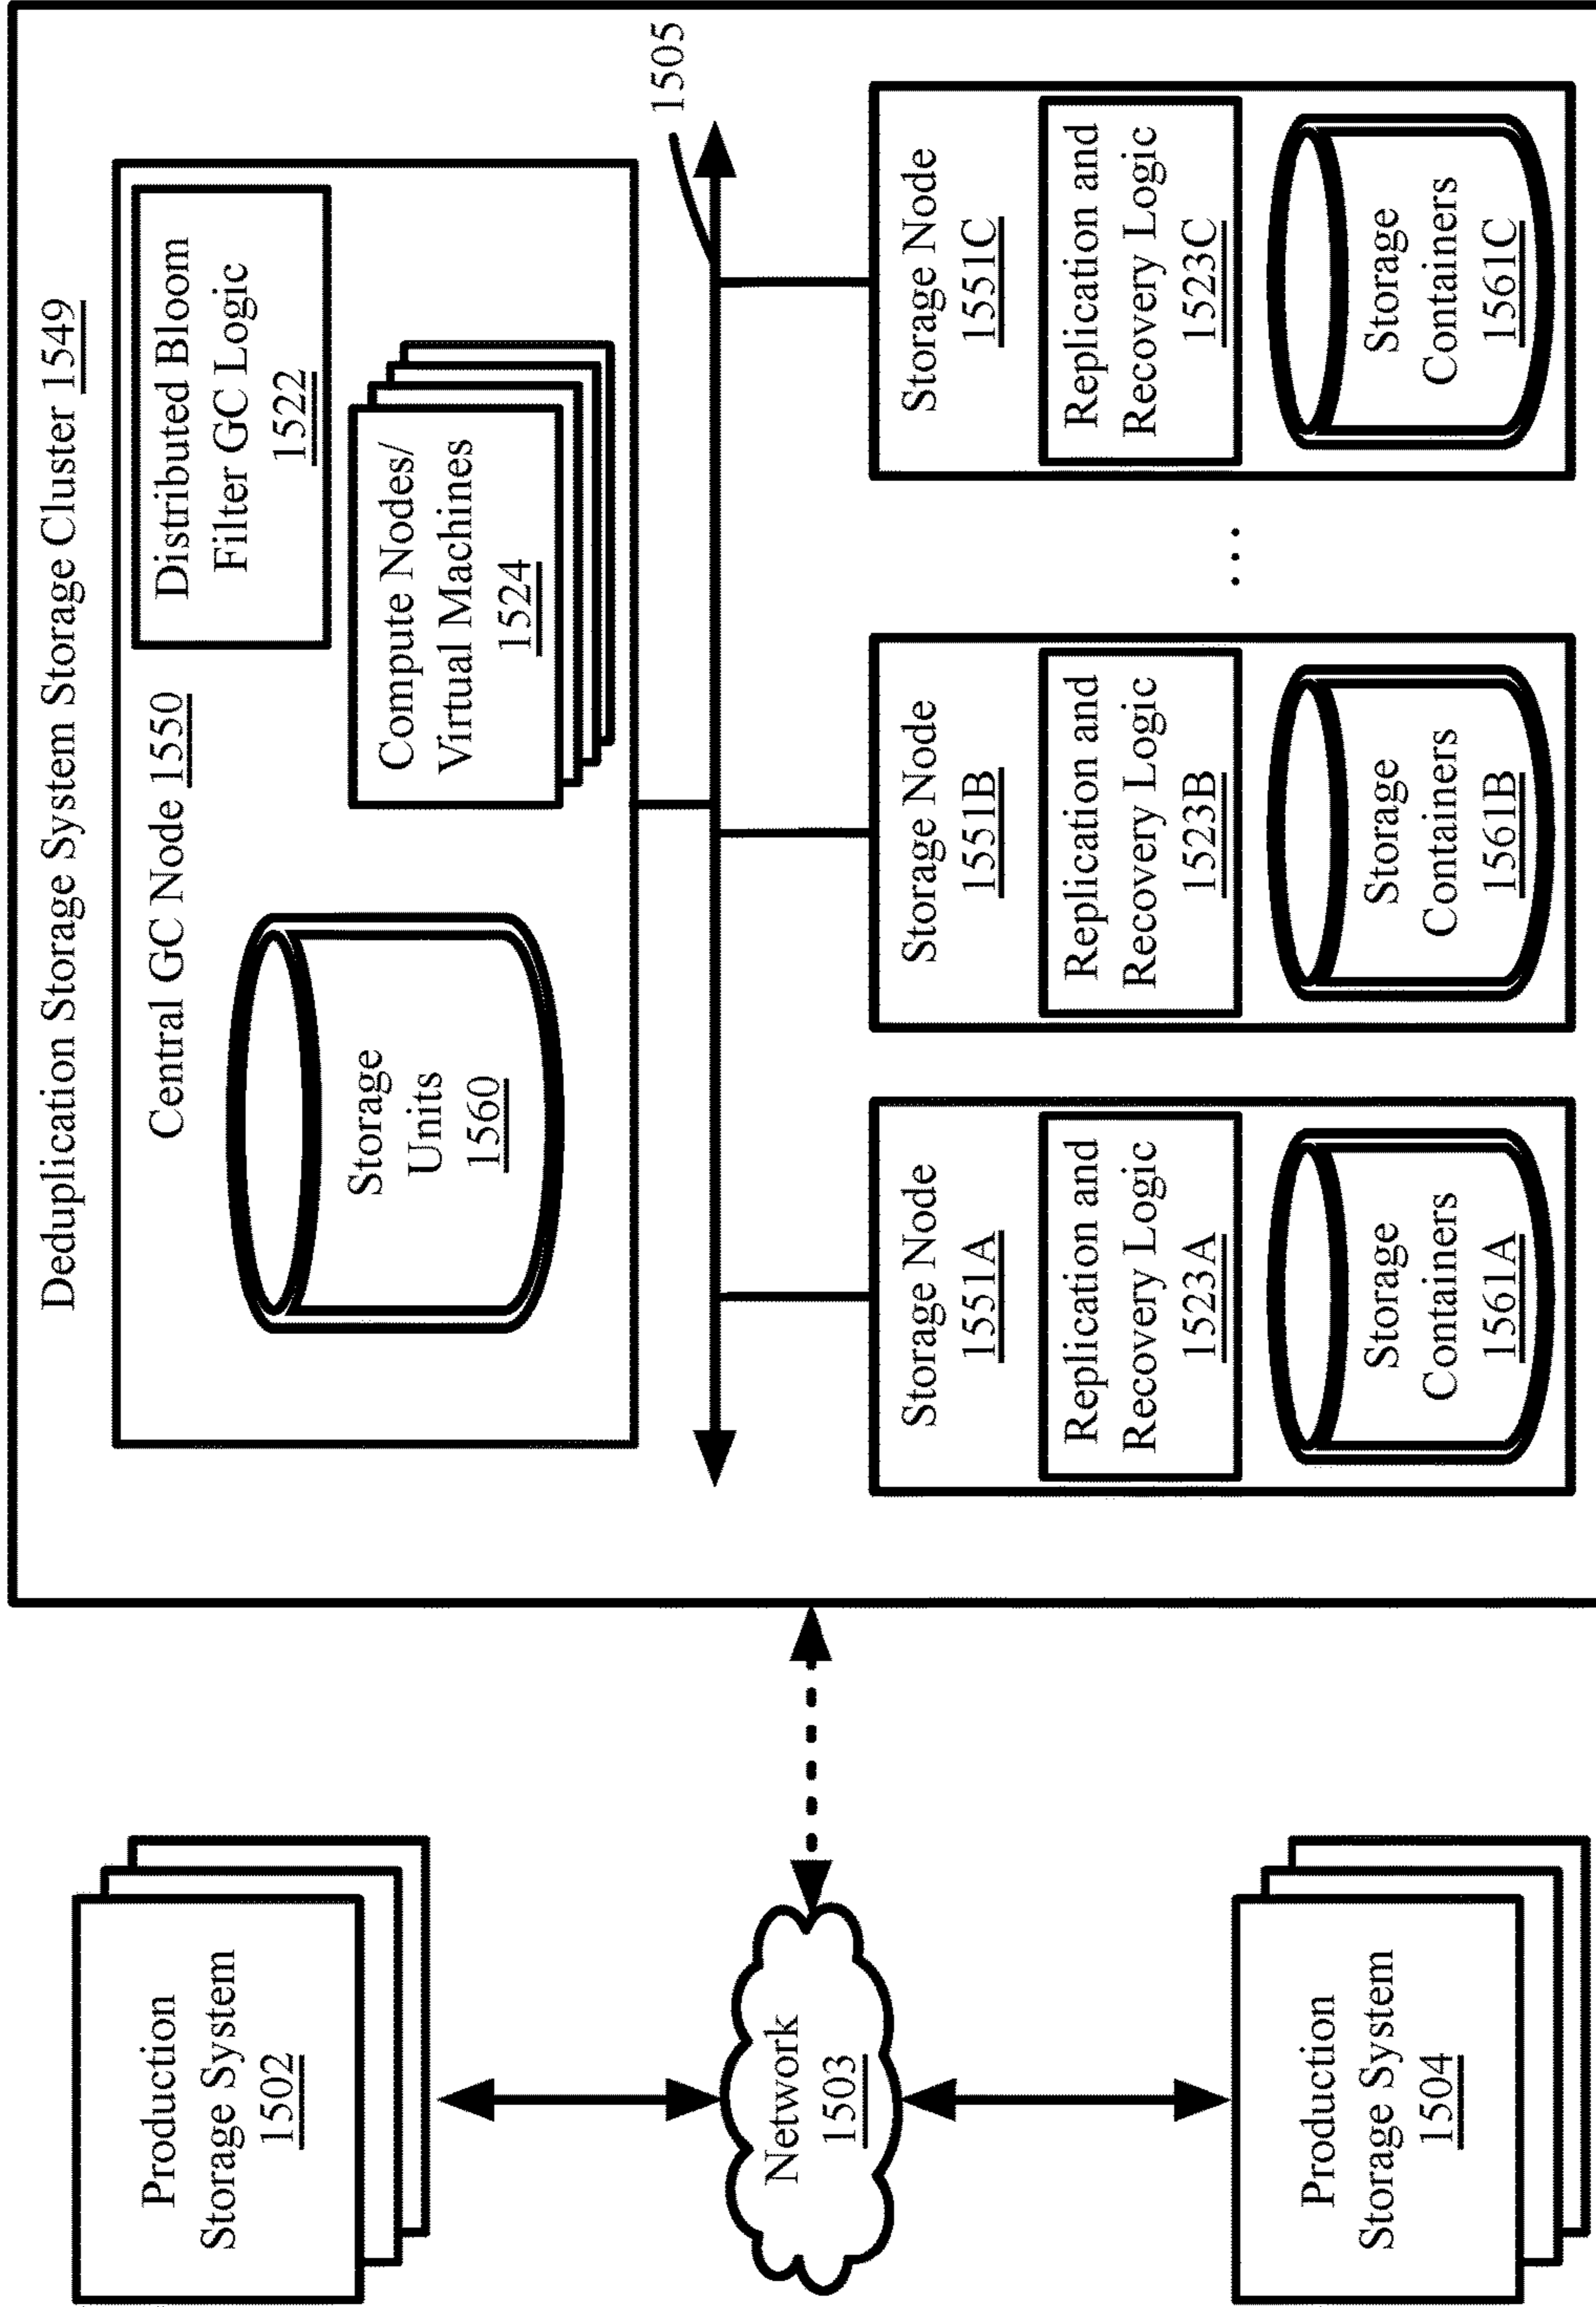 Deduplication Storage System Storage Cluster 1549
Production
Storage System
1502
Network
1503
Production
Storage System
1504
Central GC Node 1550
Storage
Units
1560
Distributed Bloom
Filter GC Logic
1522
Compute Nodes/
Virtual Machines
1524
1505
Storage Node
1551A
Replication and
Recovery Logic
1523A
Storage
Containers
1561A
Storage Node
1551B
Replication and
Recovery Logic
1523B
Storage
Containers
1561B
...
Storage Node
1551C
Replication and
Recovery Logic
1523C
Storage
Containers
1561C